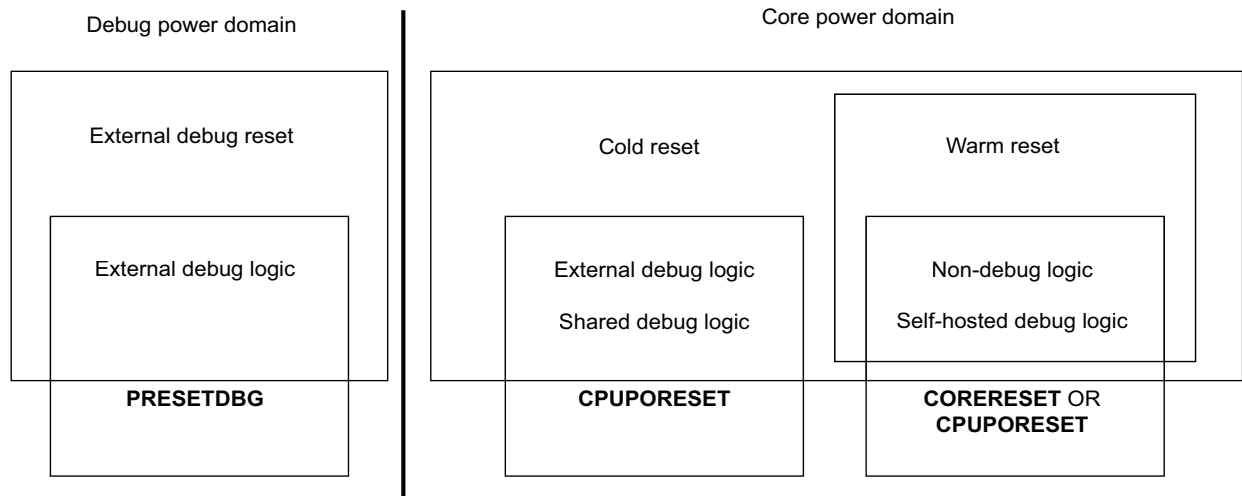 Debug power domain
Core power domain
External debug reset
External debug logic
PRESETDBG
Cold reset
External debug logic
Shared debug logic
CPUPORESET
Warm reset
Non-debug logic
Self-hosted debug logic
CORERESET OR
CPUPORESET